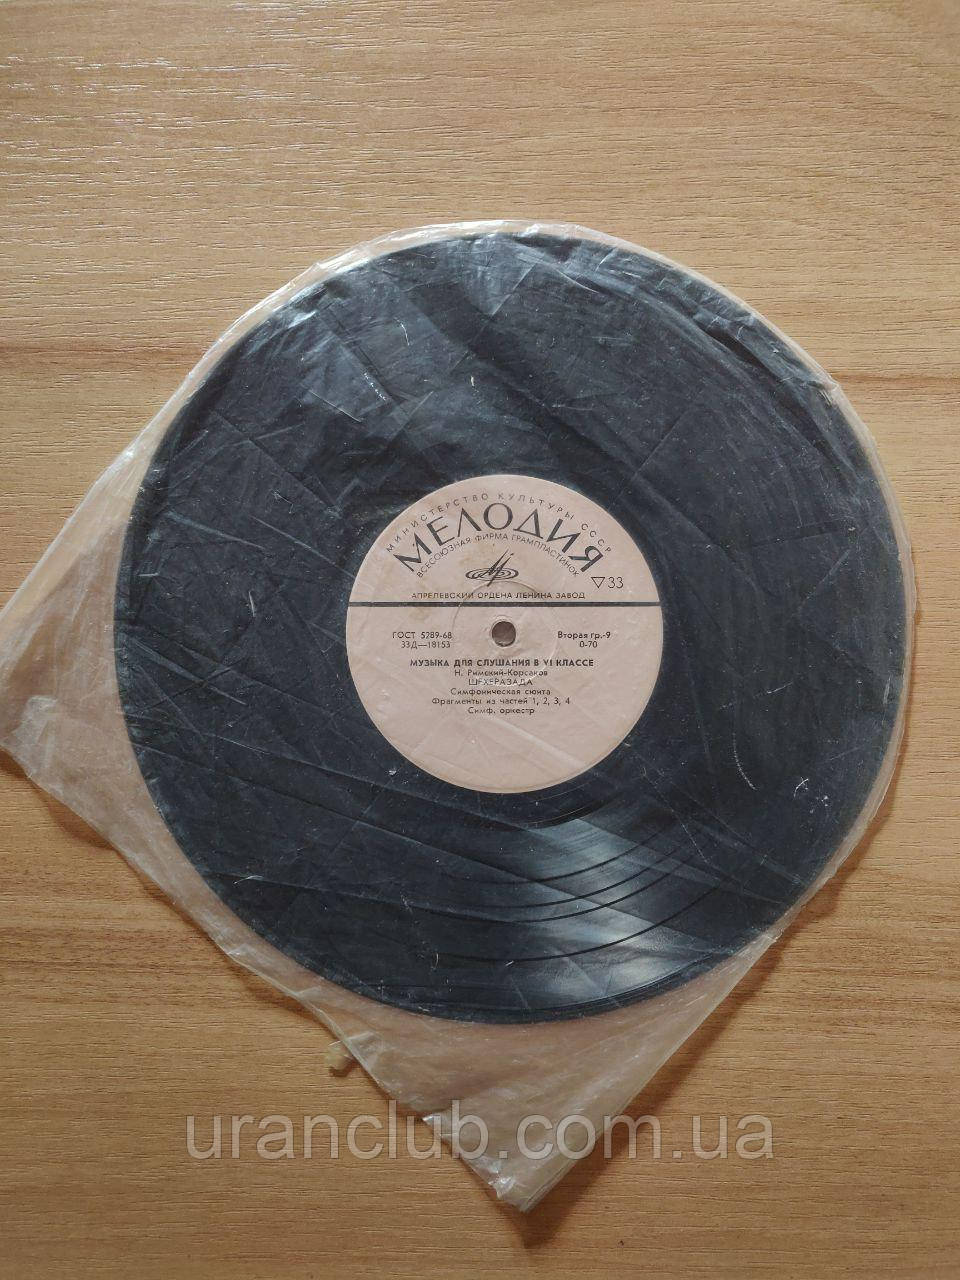 МИНИСТЕРСТВО КУЛЬТУРЫ СССР
МЕЛОДИЯ
ВСЕСОЮЗНАЯ ФИРМА ГРАМПЛАСТИНОК
▽33
АПРЕЛЕВСКИЙ ОРДЕНА ЛЕНИНА ЗАВОД
ГОСТ 5289-68 Вторая гр.-9
33Д—18153 0-70
МУЗЫКА ДЛЯ СЛУШАНИЯ В VI КЛАССЕ
Н. Римский-Корсаков
ШЕХЕРАЗАДА
Симфоническая сюита
Фрагменты из частей 1, 2, 3, 4
Симф. оркестр
uranclub.com.ua